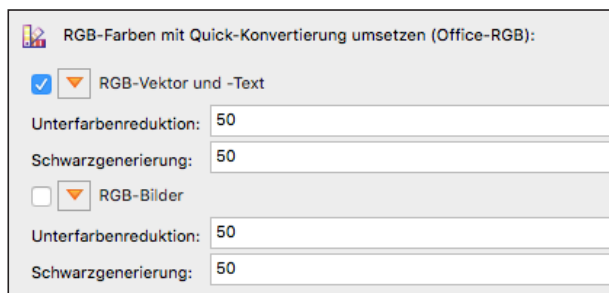 RGB-Farben mit Quick-Konvertierung umsetzen (Office-RGB):
RGB-Vektor und -Text
Unterfarbenreduktion: 50
Schwarzgenerierung: 50
RGB-Bilder
Unterfarbenreduktion: 50
Schwarzgenerierung: 50